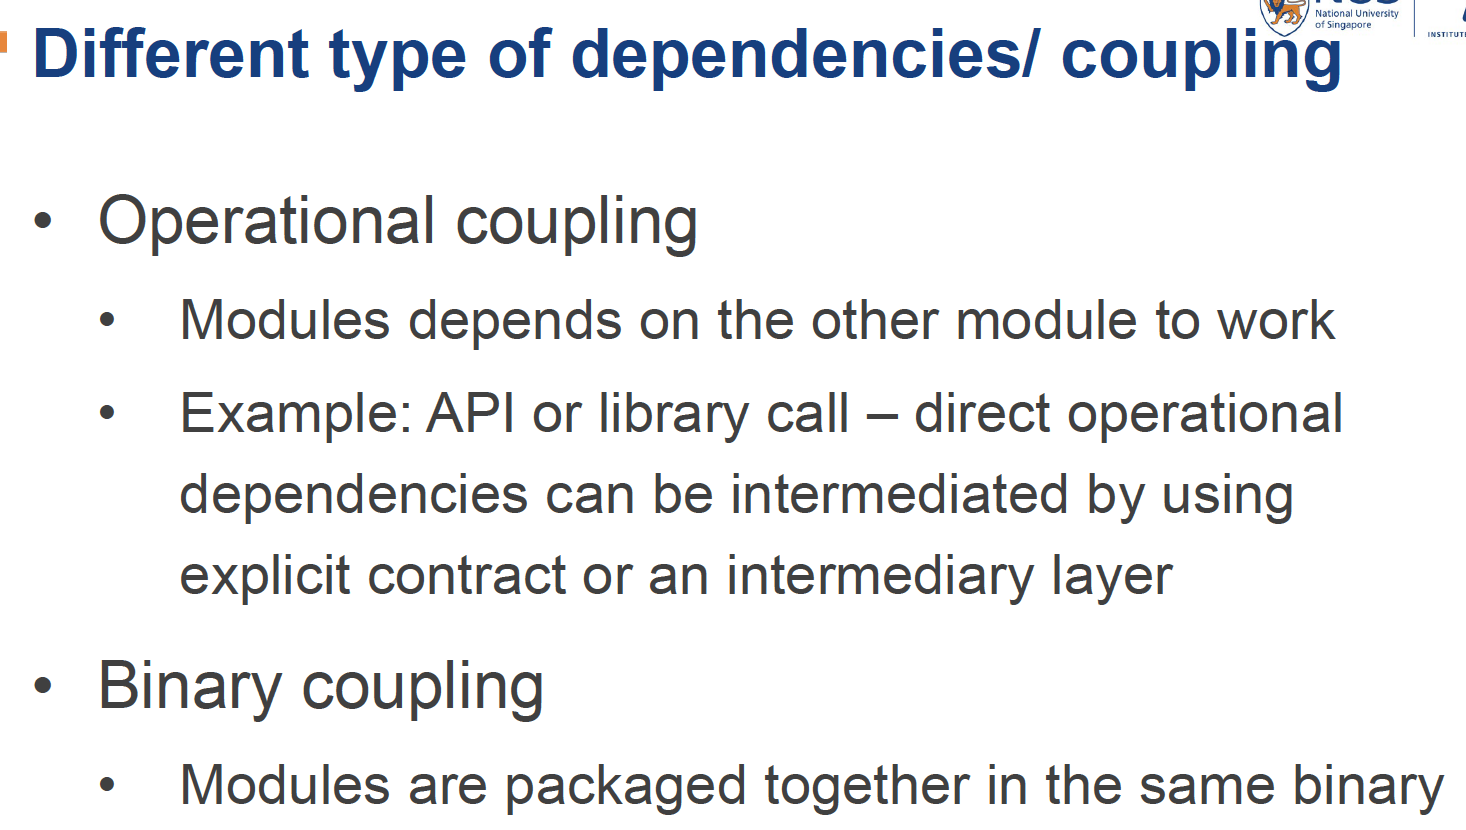 National University
of Singapore
Different type of dependencies/ coupling
• Operational coupling
• Modules depends on the other module to work
• Example: API or library call – direct operational
dependencies can be intermediated by using
explicit contract or an intermediary layer
• Binary coupling
• Modules are packaged together in the same binary